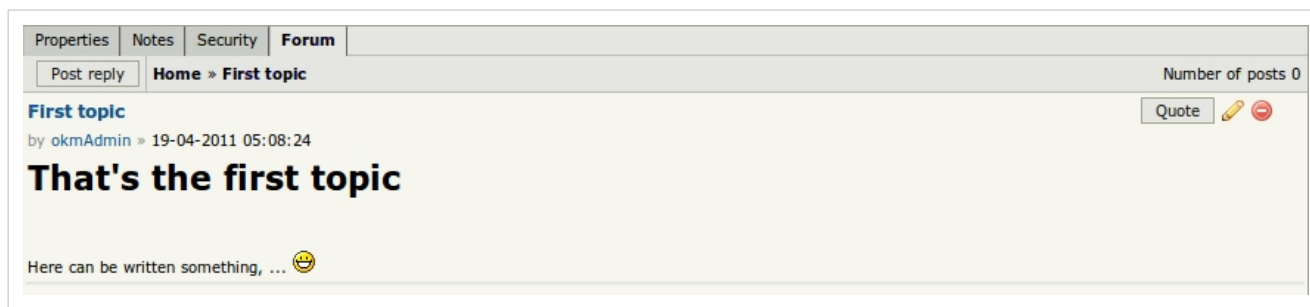 Properties Notes Security Forum
Post reply Home » First topic Number of posts 0
First topic Quote
by okmAdmin » 19-04-2011 05:08:24
That's the first topic
Here can be written something, ...